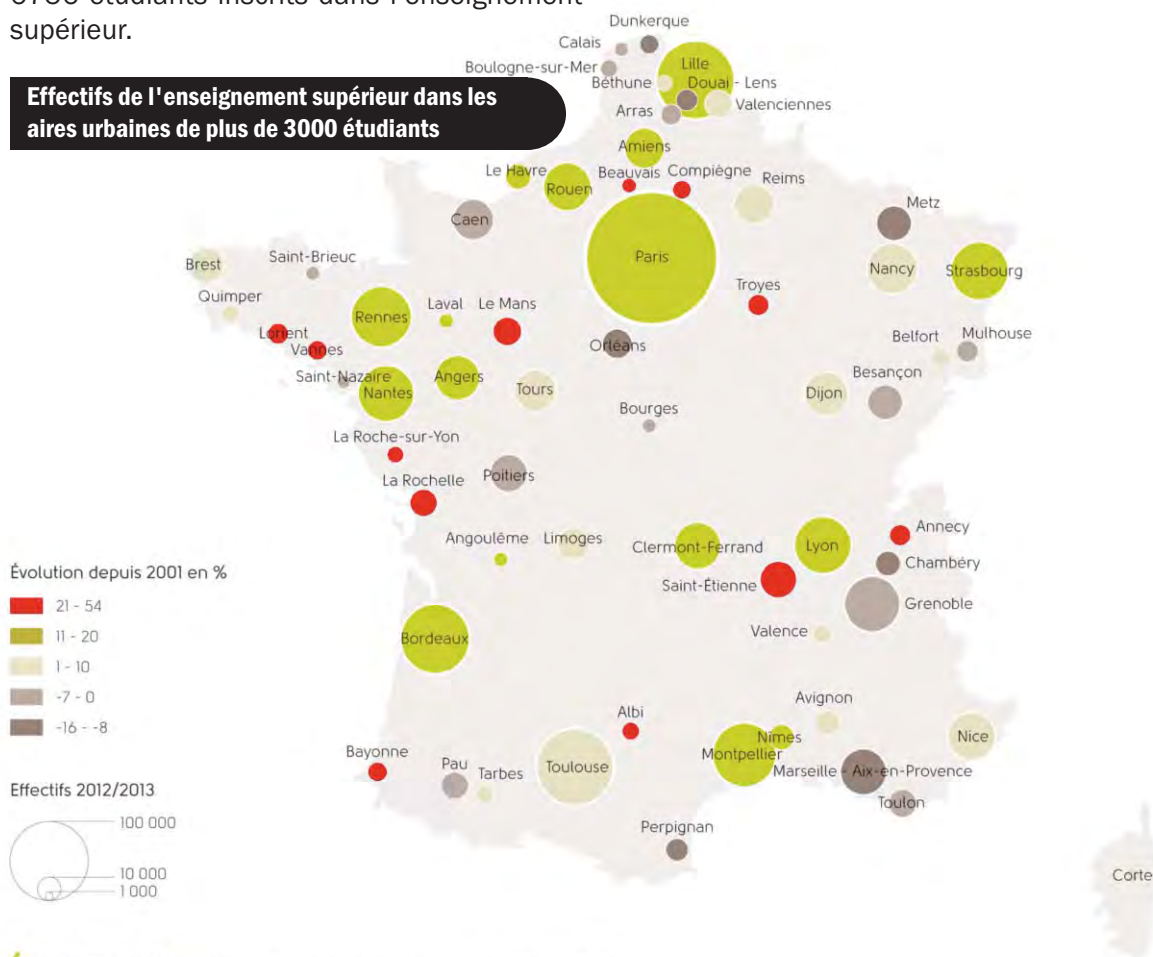 supérieur.
Effectifs de l'enseignement supérieur dans les
aires urbaines de plus de 3000 étudiants
Dunkerque
Calais
Boulogne-sur-Mer
Lille
Béthune
Douai - Lens
Valenciennes
Arras
Amiens
Le Havre
Rouen
Beauvais
Compiègne
Reims
Metz
Caen
Paris
Nancy
Strasbourg
Brest
Saint-Brieuc
Quimper
Troyes
Rennes
Laval
Le Mans
Lorient
Vannes
Orléans
Belfort
Mulhouse
Saint-Nazaire
Nantes
Angers
Tours
Besançon
Dijon
Bourges
La Roche-sur-Yon
La Rochelle
Poitiers
Angoulême
Limoges
Clermont-Ferrand
Lyon
Annecy
Chambéry
Saint-Étienne
Grenoble
Valence
Bordeaux
Avignon
Albi
Nîmes
Nice
Montpellier
Bayonne
Pau
Tarbes
Toulouse
Marseille - Aix-en-Provence
Toulon
Perpignan
Corte
Évolution depuis 2001 en %
21 - 54
11 - 20
1 - 10
-7 - 0
-16 - -8
Effectifs 2012/2013
100 000
10 000
1 000